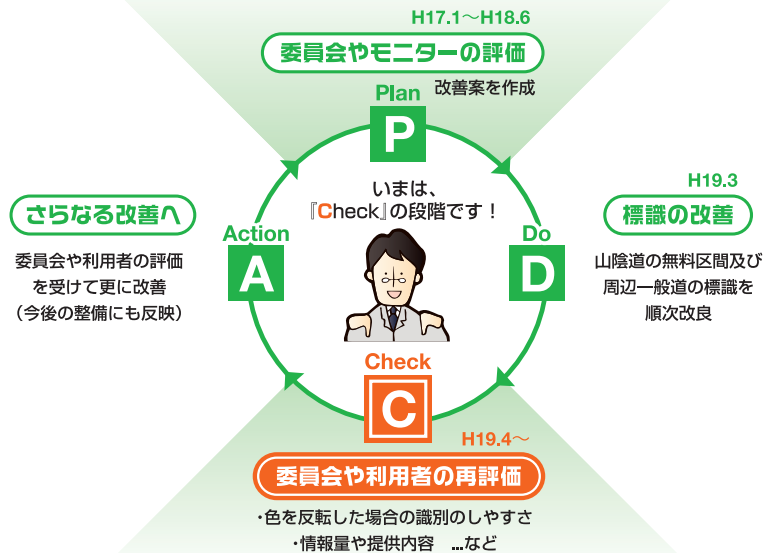 H17.1～H18.6
委員会やモニターの評価
改善案を作成
Plan
P
いまは、
『Check』の段階です！
H19.3
標識の改善
Do
D
山陰道の無料区間及び
周辺一般道の標識を
順次改良
Check
C
H19.4～
委員会や利用者の再評価
・色を反転した場合の識別のしやすさ
・情報量や提供内容　...など
さらなる改善へ
Action
A
委員会や利用者の評価
を受けて更に改善
（今後の整備にも反映）